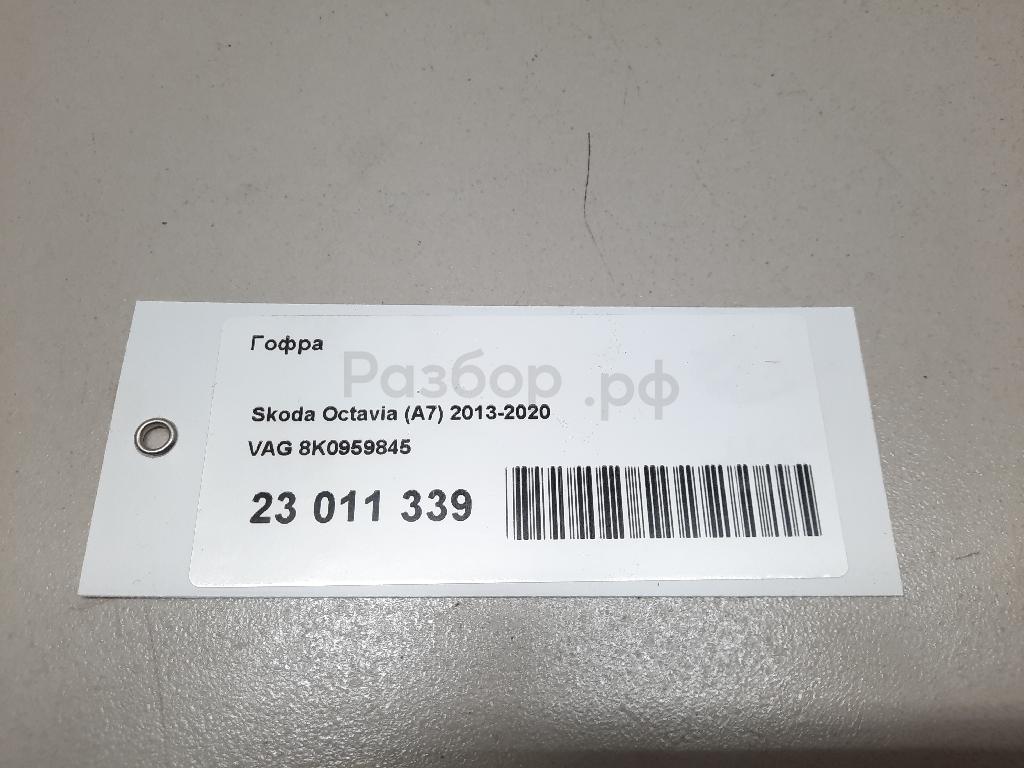 Гофра
Разбор.рф
Skoda Octavia (A7) 2013-2020
VAG 8K0959845
23 011 339